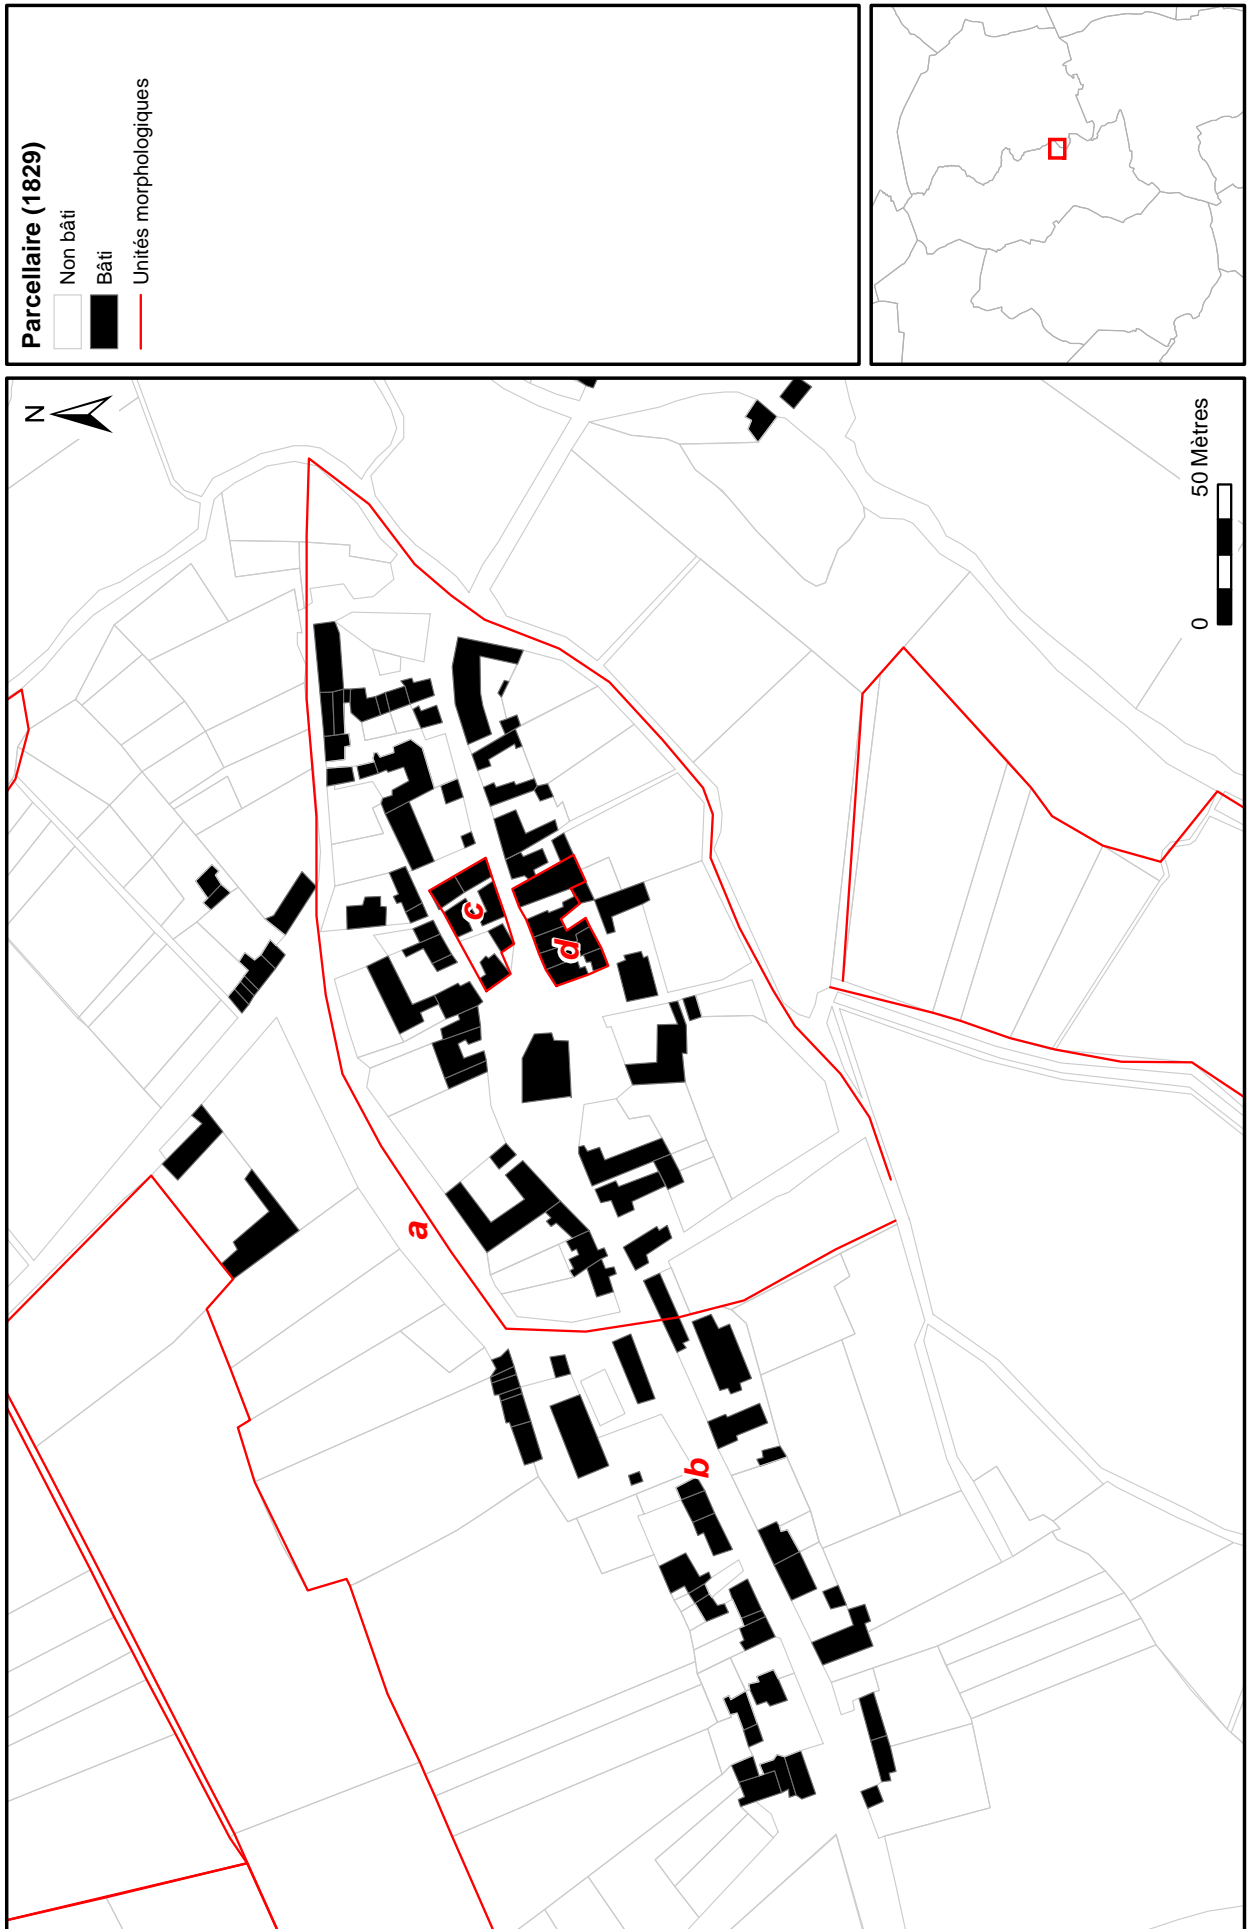 Parcellaire (1829)
Non bâti
Bâti
Unités morphologiques
N
a
b
c
d
0 50 Mètres